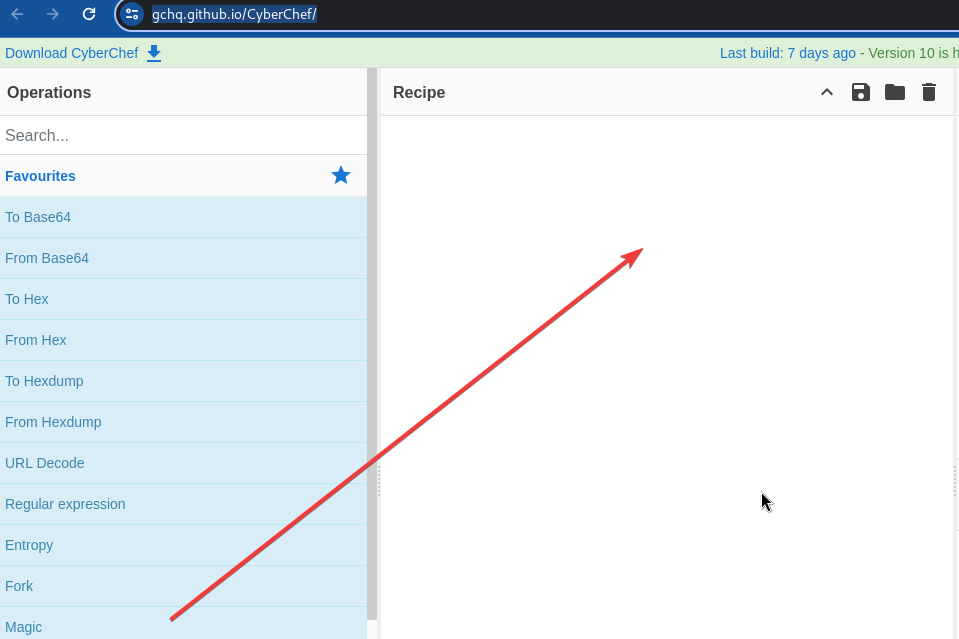 gchq.github.io/CyberChef/
Download CyberChef
Last build: 7 days ago - Version 10 is h
Operations
Recipe
Search...
Favourites
To Base64
From Base64
To Hex
From Hex
To Hexdump
From Hexdump
URL Decode
Regular expression
Entropy
Fork
Magic